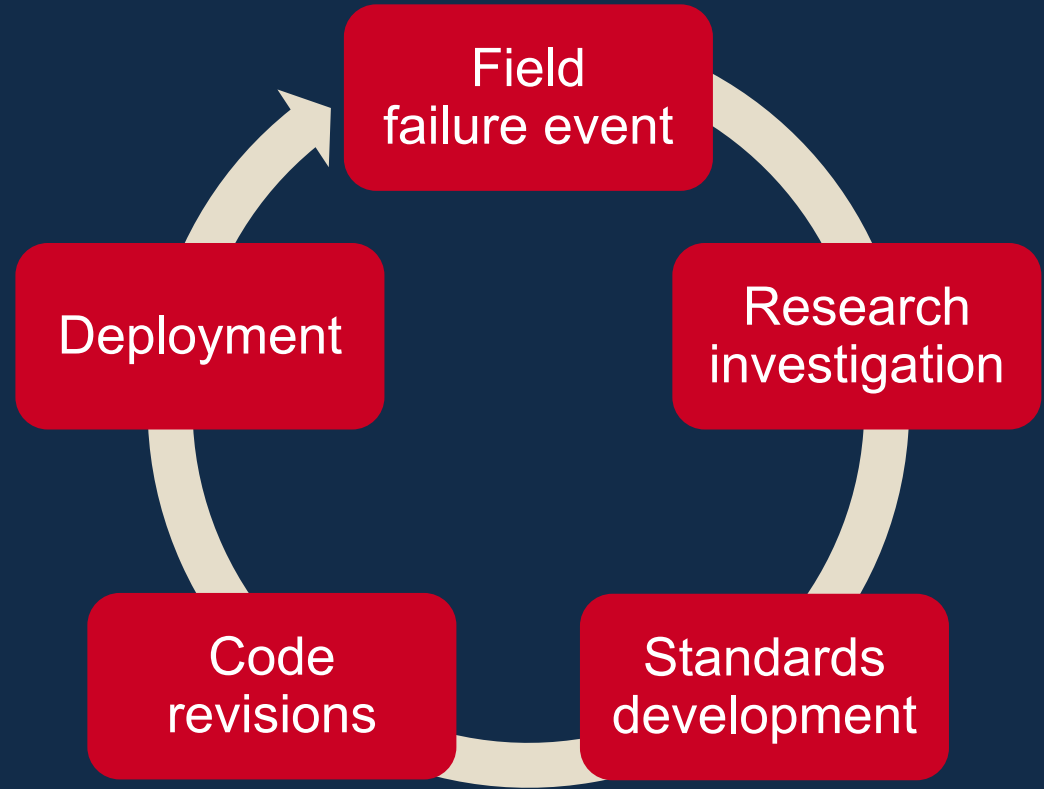 Field
failure event
Research
investigation
Standards
development
Code
revisions
Deployment